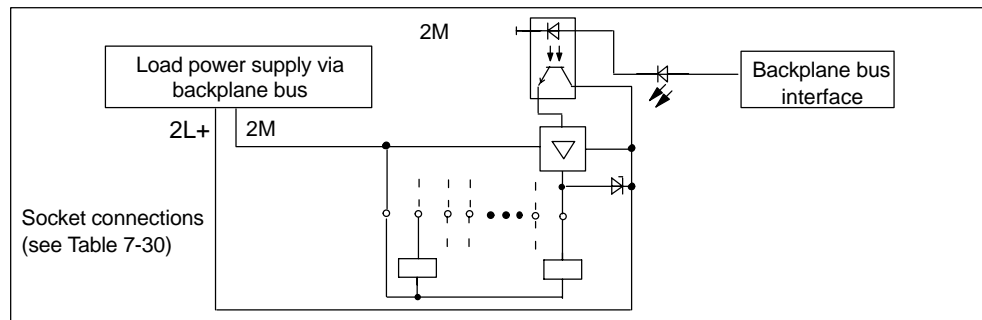 2M
Load power supply via
backplane bus
Backplane bus
interface
2L+
2M
Socket connections
(see Table 7-30)